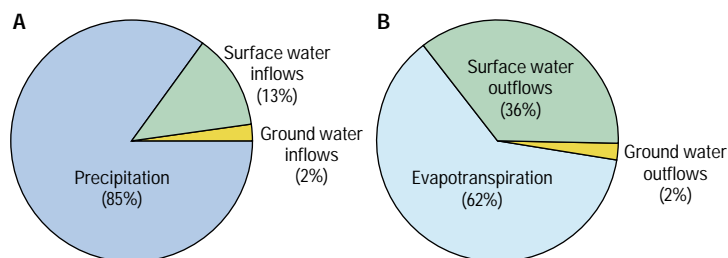 A
Surface water
inflows
(13%)
Ground water
inflows
(2%)
Precipitation
(85%)
B
Surface water
outflows
(36%)
Ground water
outflows
(2%)
Evapotranspiration
(62%)